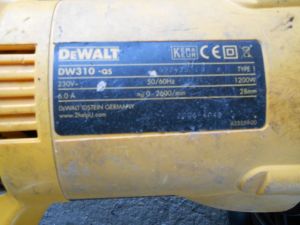 DeWALT
DW310 -QS
TYPE 1
230V~ 50/60Hz 1200W
6.0 A n₀ 0 - 2600/min 28mm
DeWALT IDSTEIN GERMANY
www.2helpU.com